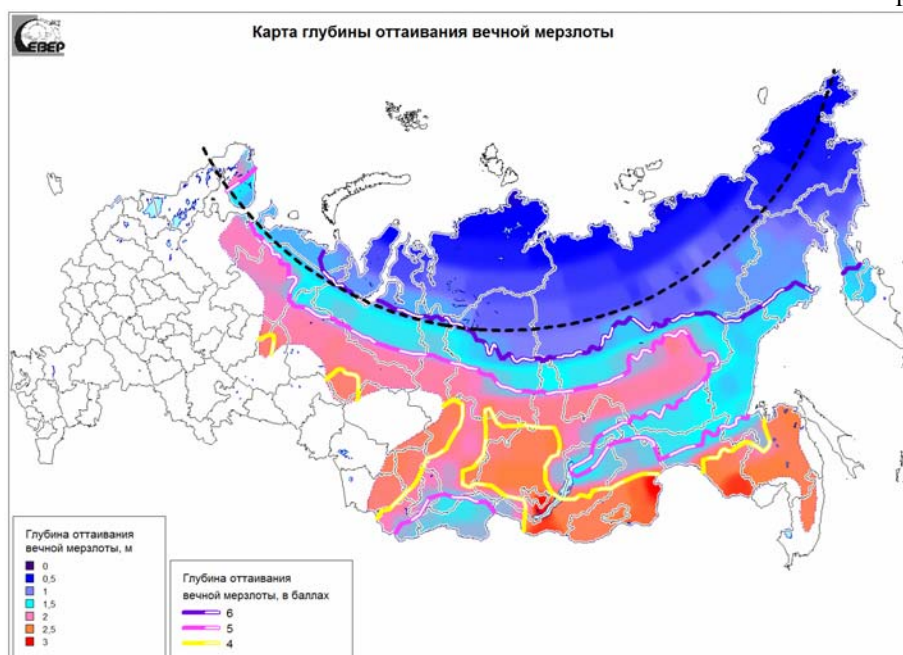 ЕВЕР
Карта глубины оттаивания вечной мерзлоты
Глубина оттаивания
вечной мерзлоты, м
0
0,5
1
1,5
2
2,5
3
Глубина оттаивания
вечной мерзлоты, в баллах
6
5
4